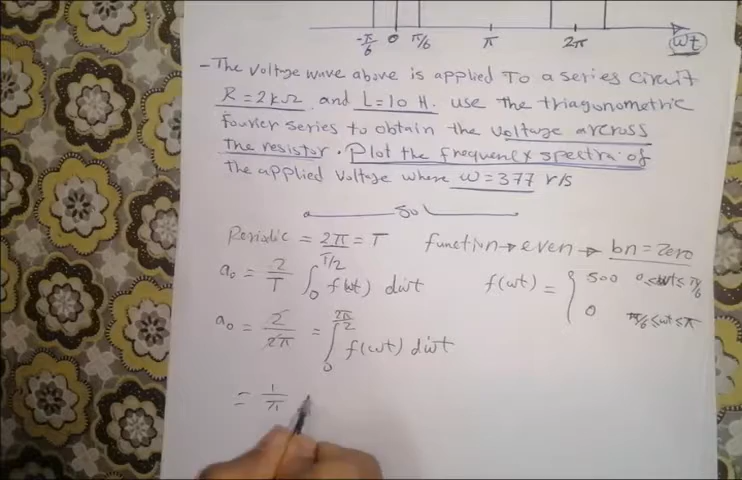 -π/6 0 π/6 π 2π ωt
- The voltage wave above is applied To a series circuit
R = 2kΩ and L = 10 H. use the triagonometric
fourier series to obtain the voltage arcross
the resistor. Plot the frequency spectra of
the applied voltage where ω = 377 r/s
Sol
Periodic = 2π = T function → even → bn = Zero
a₀ = 2/T ∫₀^(T/2) f(ωt) dωt f(ωt) = { 500 0 ≤ ωt ≤ π/6
0 π/6 ≤ ωt ≤ π
a₀ = 2/2π = ∫₀^(2π/2) f(ωt) dωt
= 1/π